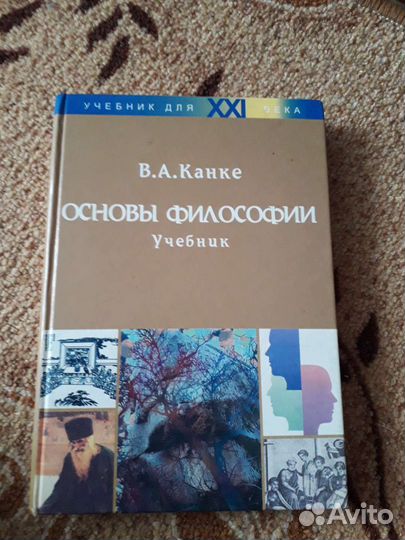 УЧЕБНИК ДЛЯ XXI ВЕКА
В.А.Канке
ОСНОВЫ ФИЛОСОФИИ
Учебник
Avito